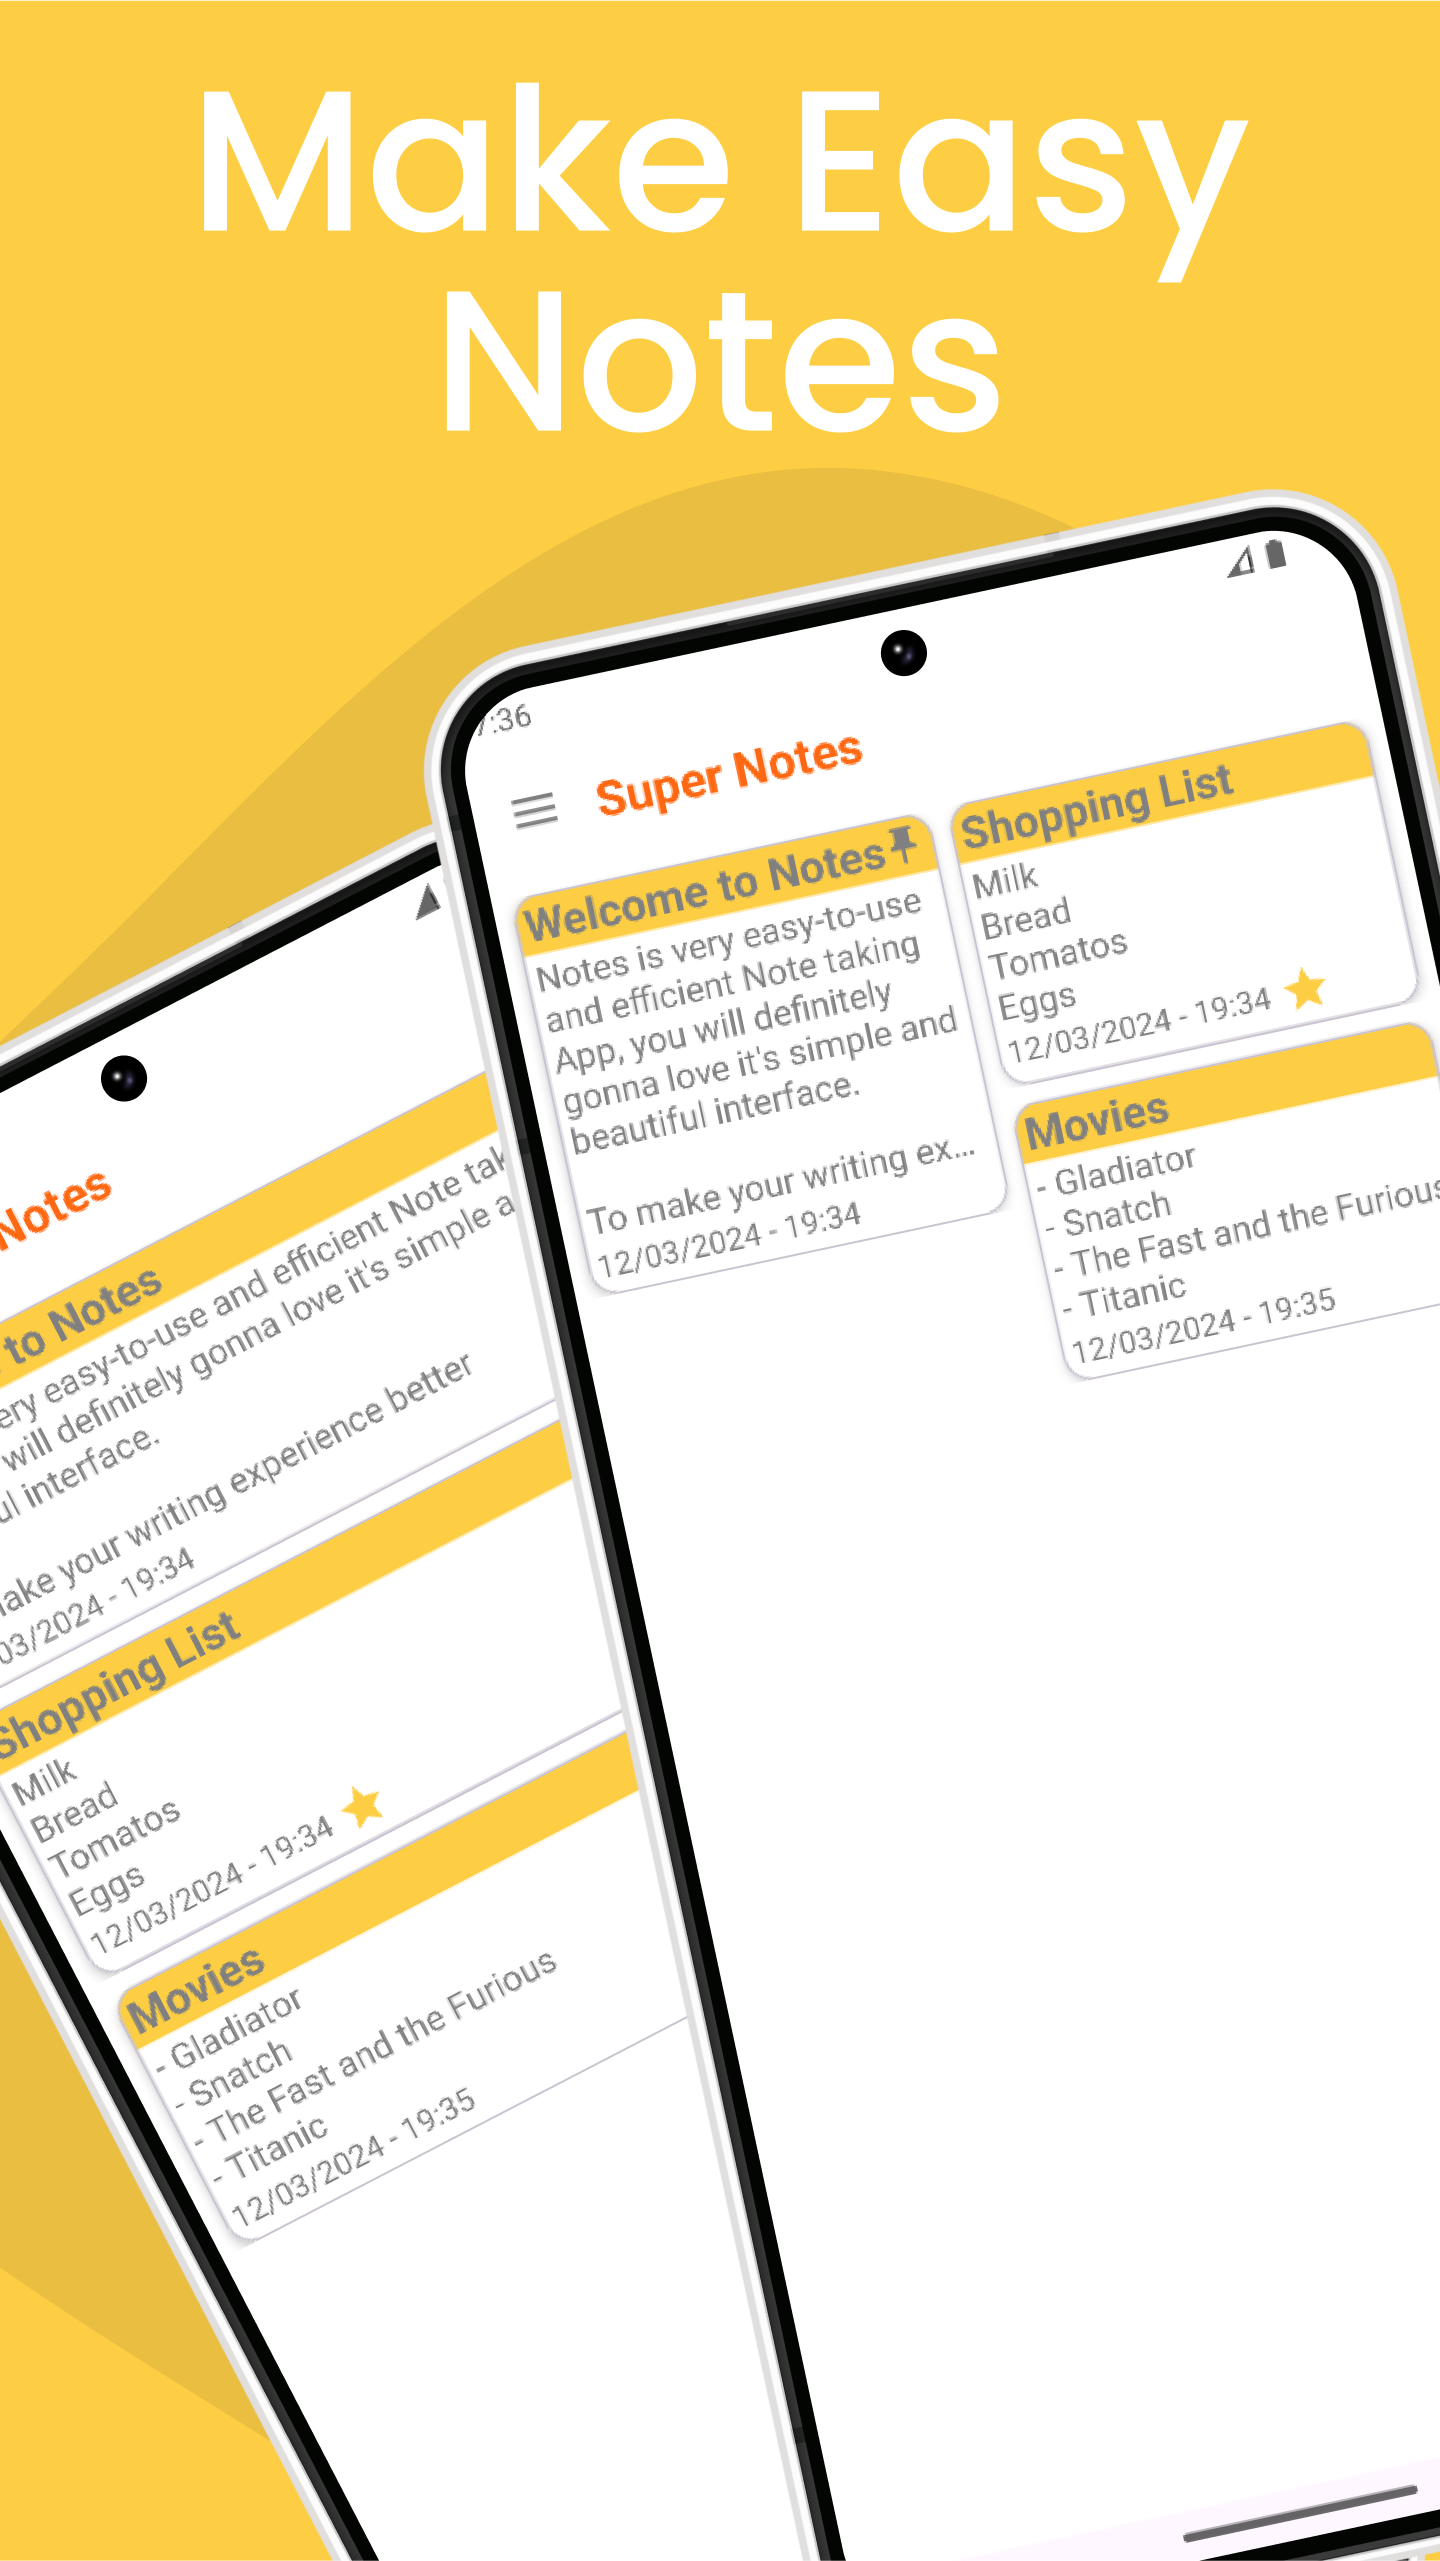 Make Easy
Notes
7:36
Super Notes
Welcome to Notes
Notes is very easy-to-use
and efficient Note taking
App, you will definitely
gonna love it's simple and
beautiful interface.
To make your writing ex...
12/03/2024 - 19:34
Shopping List
Milk
Bread
Tomatos
Eggs
12/03/2024 - 19:34
Movies
- Gladiator
- Snatch
- The Fast and the Furious
- Titanic
12/03/2024 - 19:35
Notes
to Notes
ery easy-to-use and efficient Note tak
will definitely gonna love it's simple a
ul interface.
ake your writing experience better
03/2024 - 19:34
Shopping List
Milk
Bread
Tomatos
Eggs
12/03/2024 - 19:34
Movies
- Gladiator
- Snatch
- The Fast and the Furious
- Titanic
12/03/2024 - 19:35